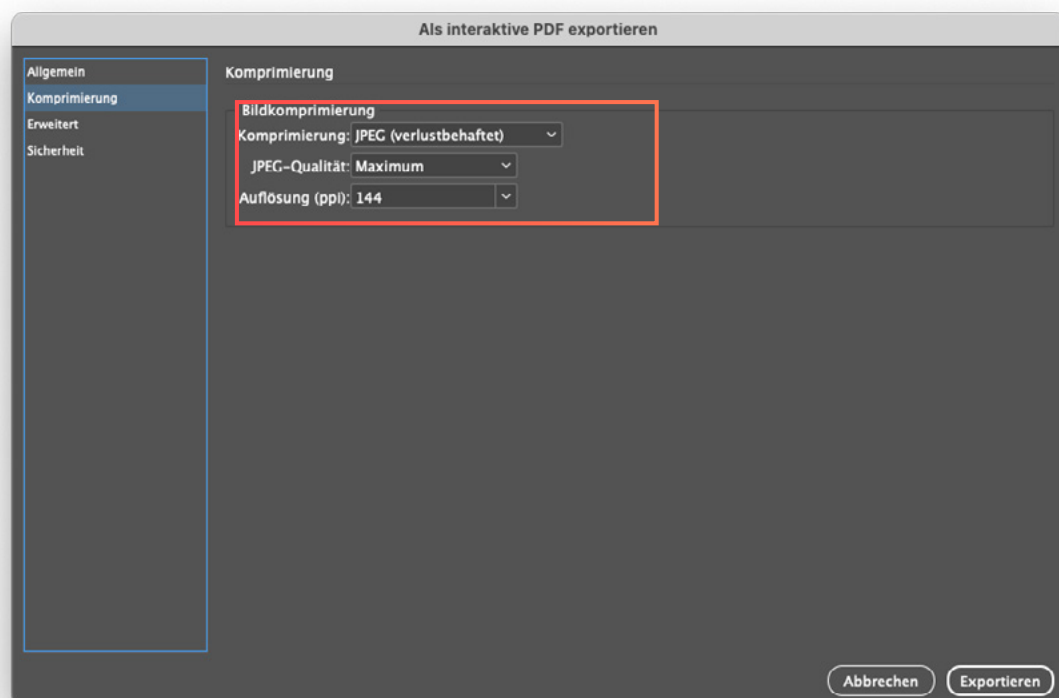 Als interaktive PDF exportieren
Allgemein
Komprimierung
Erweitert
Sicherheit
Komprimierung
Bildkomprimierung
Komprimierung: JPEG (verlustbehaftet)
JPEG-Qualität: Maximum
Auflösung (ppi): 144
Abbrechen
Exportieren